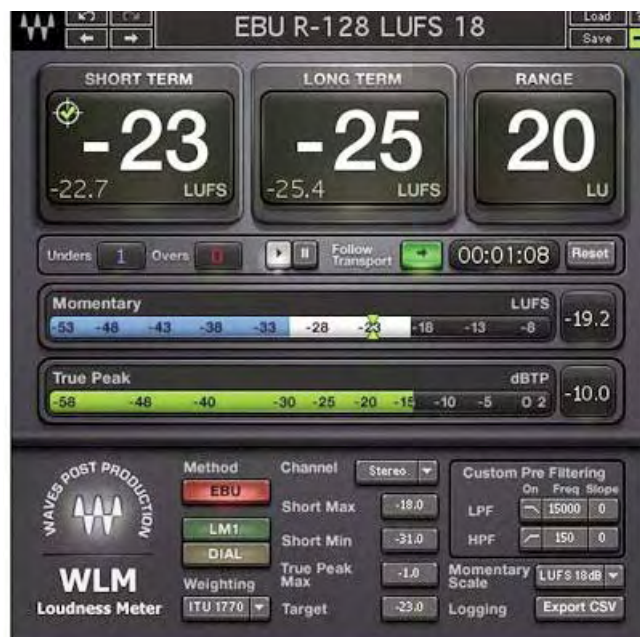 EBU R-128 LUFS 18
Load
Save
SHORT TERM
LONG TERM
RANGE
-23
-25
20
-22.7 LUFS
-25.4 LUFS
LU
Unders 1 Overs 0 Follow Transport 00:01:08 Reset
Momentary LUFS
-53 -48 -43 -38 -33 -28 -23 -18 -13 -8
-19.2
True Peak dBTP
-58 -48 -40 -30 -25 -20 -15 -10 -5 0 2
-10.0
WAVES POST PRODUCTION
WLM
Loudness Meter
Method
EBU
LM1
DIAL
Weighting
ITU 1770
Channel Stereo
Short Max -18.0
Short Min -31.0
True Peak Max -1.0
Target -23.0
Custom Pre Filtering
On Freq Slope
LPF 15000 0
HPF 150 0
Momentary Scale LUFS 18dB
Logging Export CSV